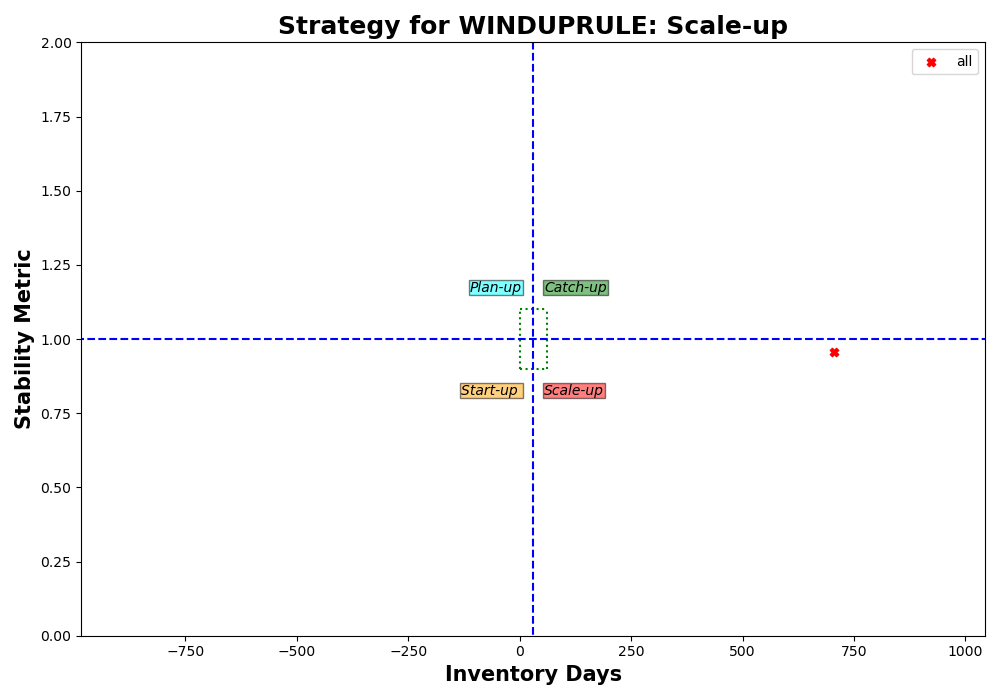 Strategy for WINDUPRULE: Scale-up
all
2.00
1.75
1.50
1.25
1.00
0.75
0.50
0.25
0.00
Stability Metric
Plan-up
Catch-up
Start-up
Scale-up
−750
−500
−250
0
250
500
750
1000
Inventory Days